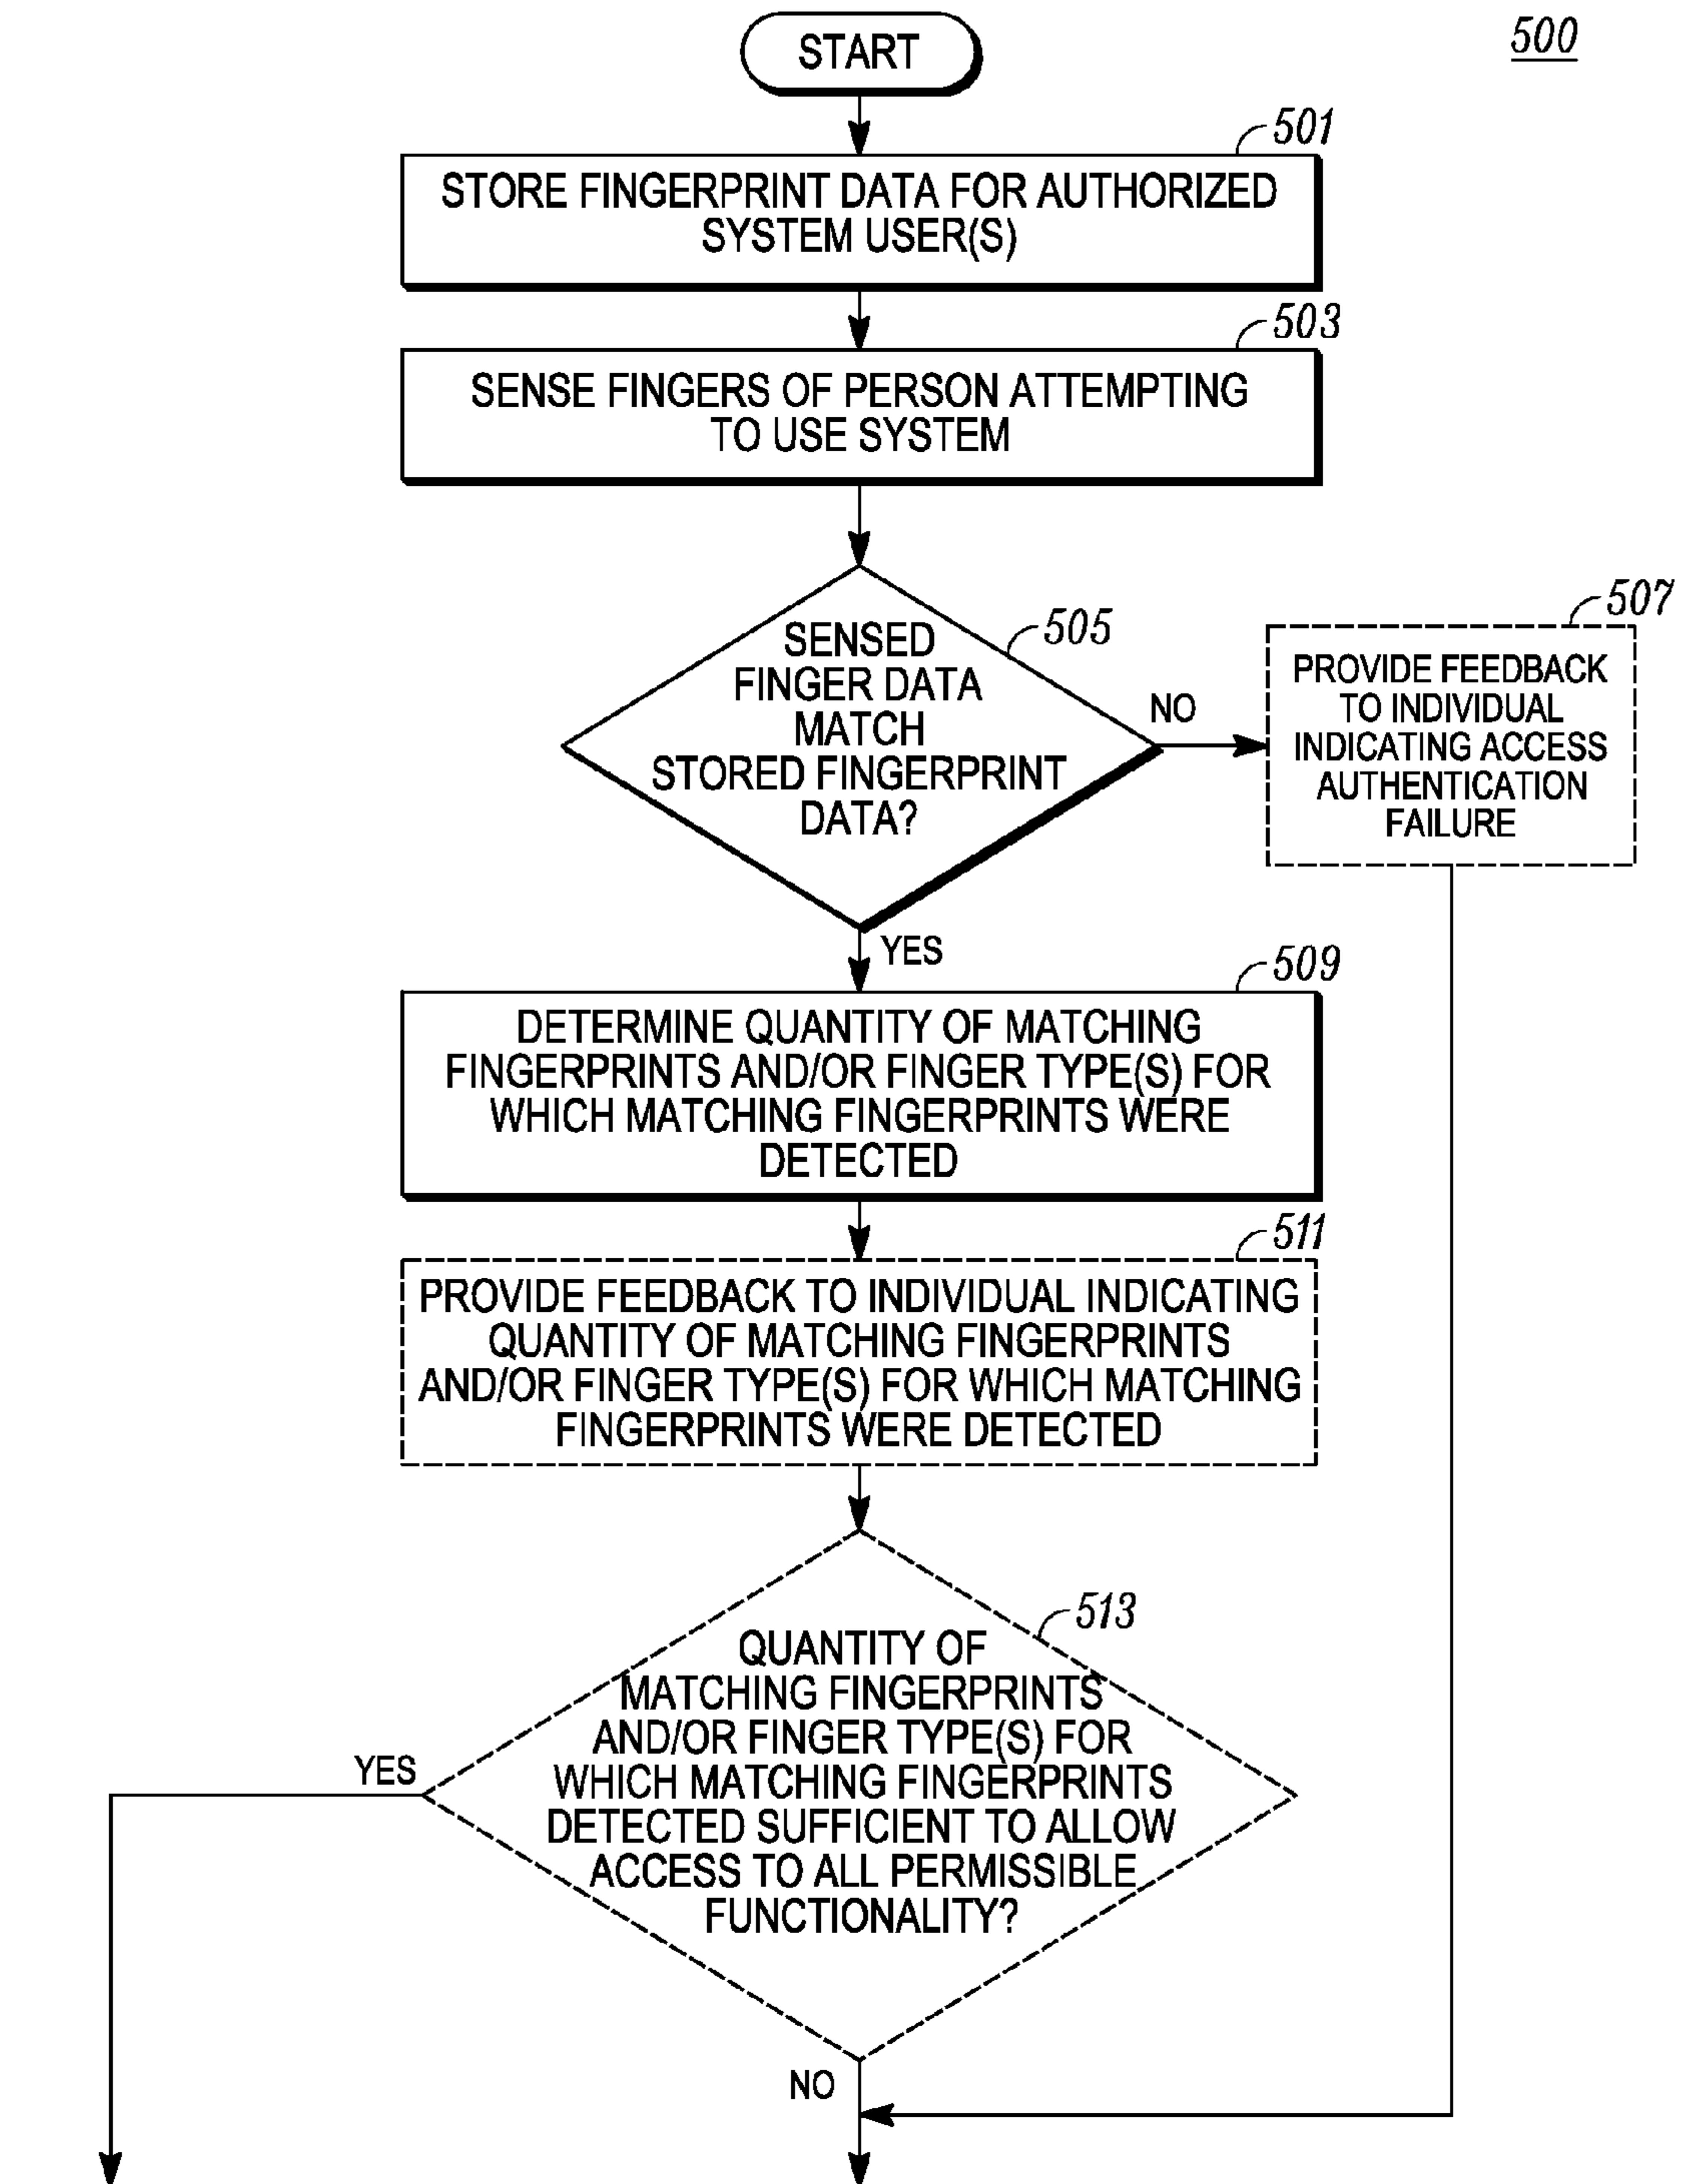 500
START
501
STORE FINGERPRINT DATA FOR AUTHORIZED
SYSTEM USER(S)
503
SENSE FINGERS OF PERSON ATTEMPTING
TO USE SYSTEM
505
SENSED
FINGER DATA
MATCH
STORED FINGERPRINT
DATA?
NO
507
PROVIDE FEEDBACK
TO INDIVIDUAL
INDICATING ACCESS
AUTHENTICATION
FAILURE
YES
509
DETERMINE QUANTITY OF MATCHING
FINGERPRINTS AND/OR FINGER TYPE(S) FOR
WHICH MATCHING FINGERPRINTS WERE
DETECTED
511
PROVIDE FEEDBACK TO INDIVIDUAL INDICATING
QUANTITY OF MATCHING FINGERPRINTS
AND/OR FINGER TYPE(S) FOR WHICH MATCHING
FINGERPRINTS WERE DETECTED
513
QUANTITY OF
MATCHING FINGERPRINTS
AND/OR FINGER TYPE(S) FOR
WHICH MATCHING FINGERPRINTS
DETECTED SUFFICIENT TO ALLOW
ACCESS TO ALL PERMISSIBLE
FUNCTIONALITY?
YES
NO